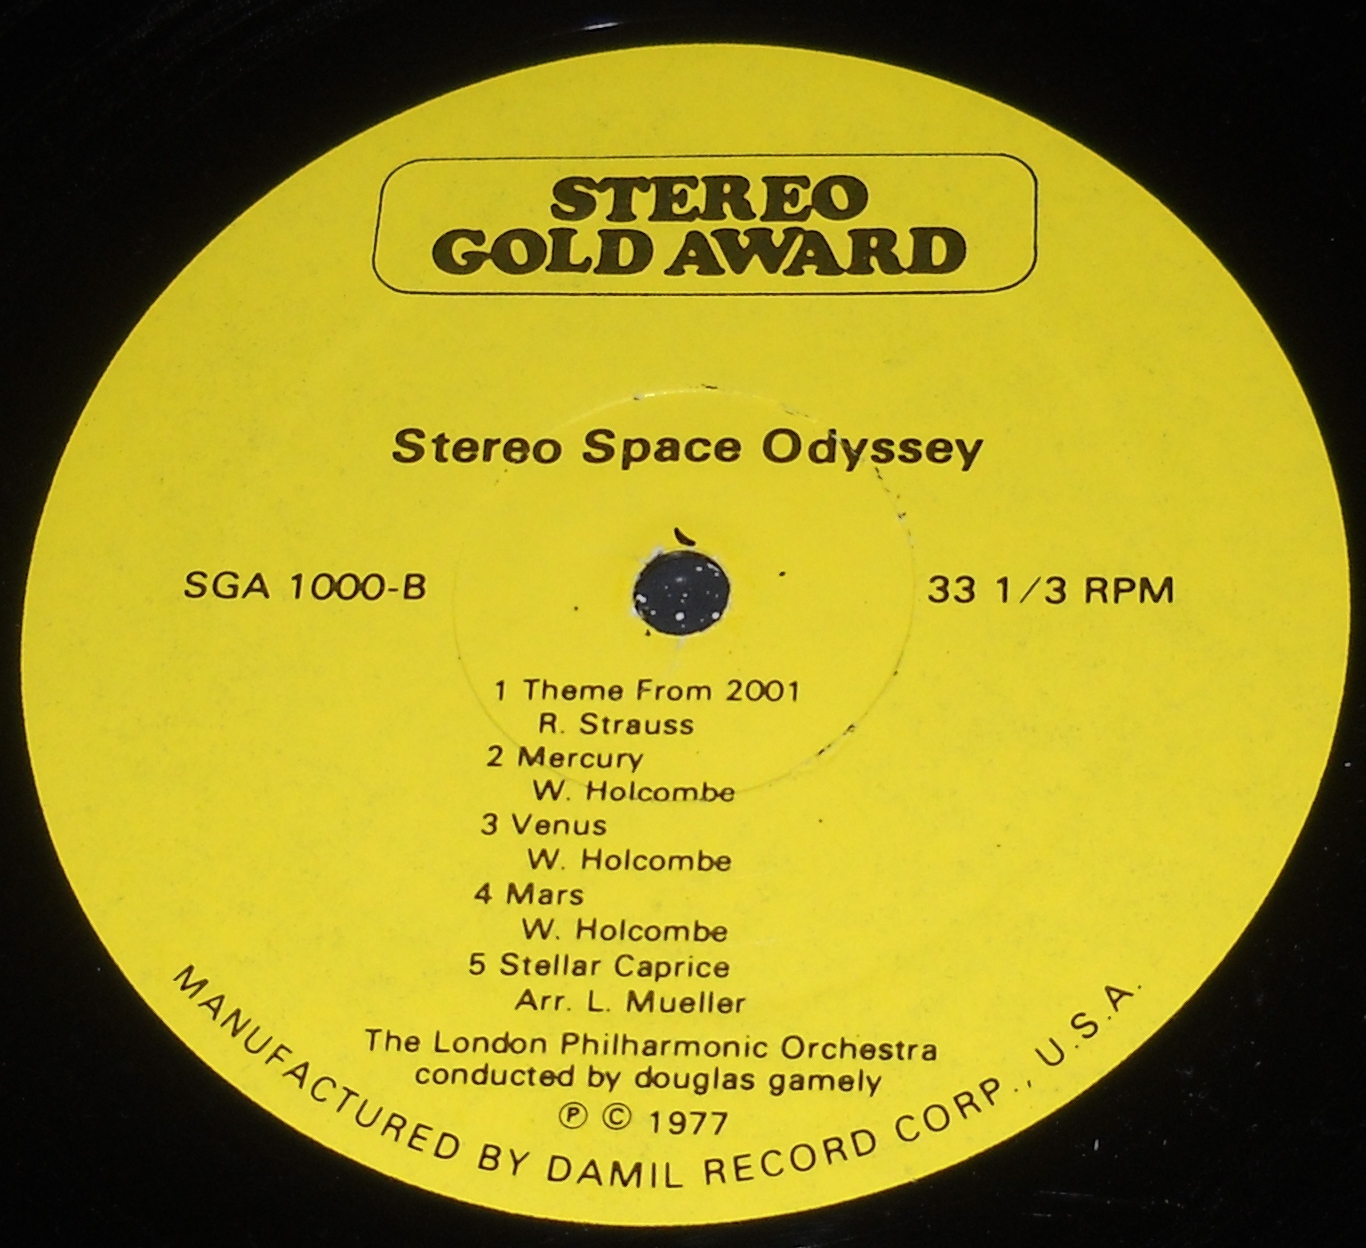 STEREO
GOLD AWARD
Stereo Space Odyssey
SGA 1000-B
33 1/3 RPM
1 Theme From 2001
R. Strauss
2 Mercury
W. Holcombe
3 Venus
W. Holcombe
4 Mars
W. Holcombe
5 Stellar Caprice
Arr. L. Mueller
The London Philharmonic Orchestra
conducted by douglas gamely
Ⓟ © 1977
MANUFACTURED BY DAMIL RECORD CORP., U.S.A.